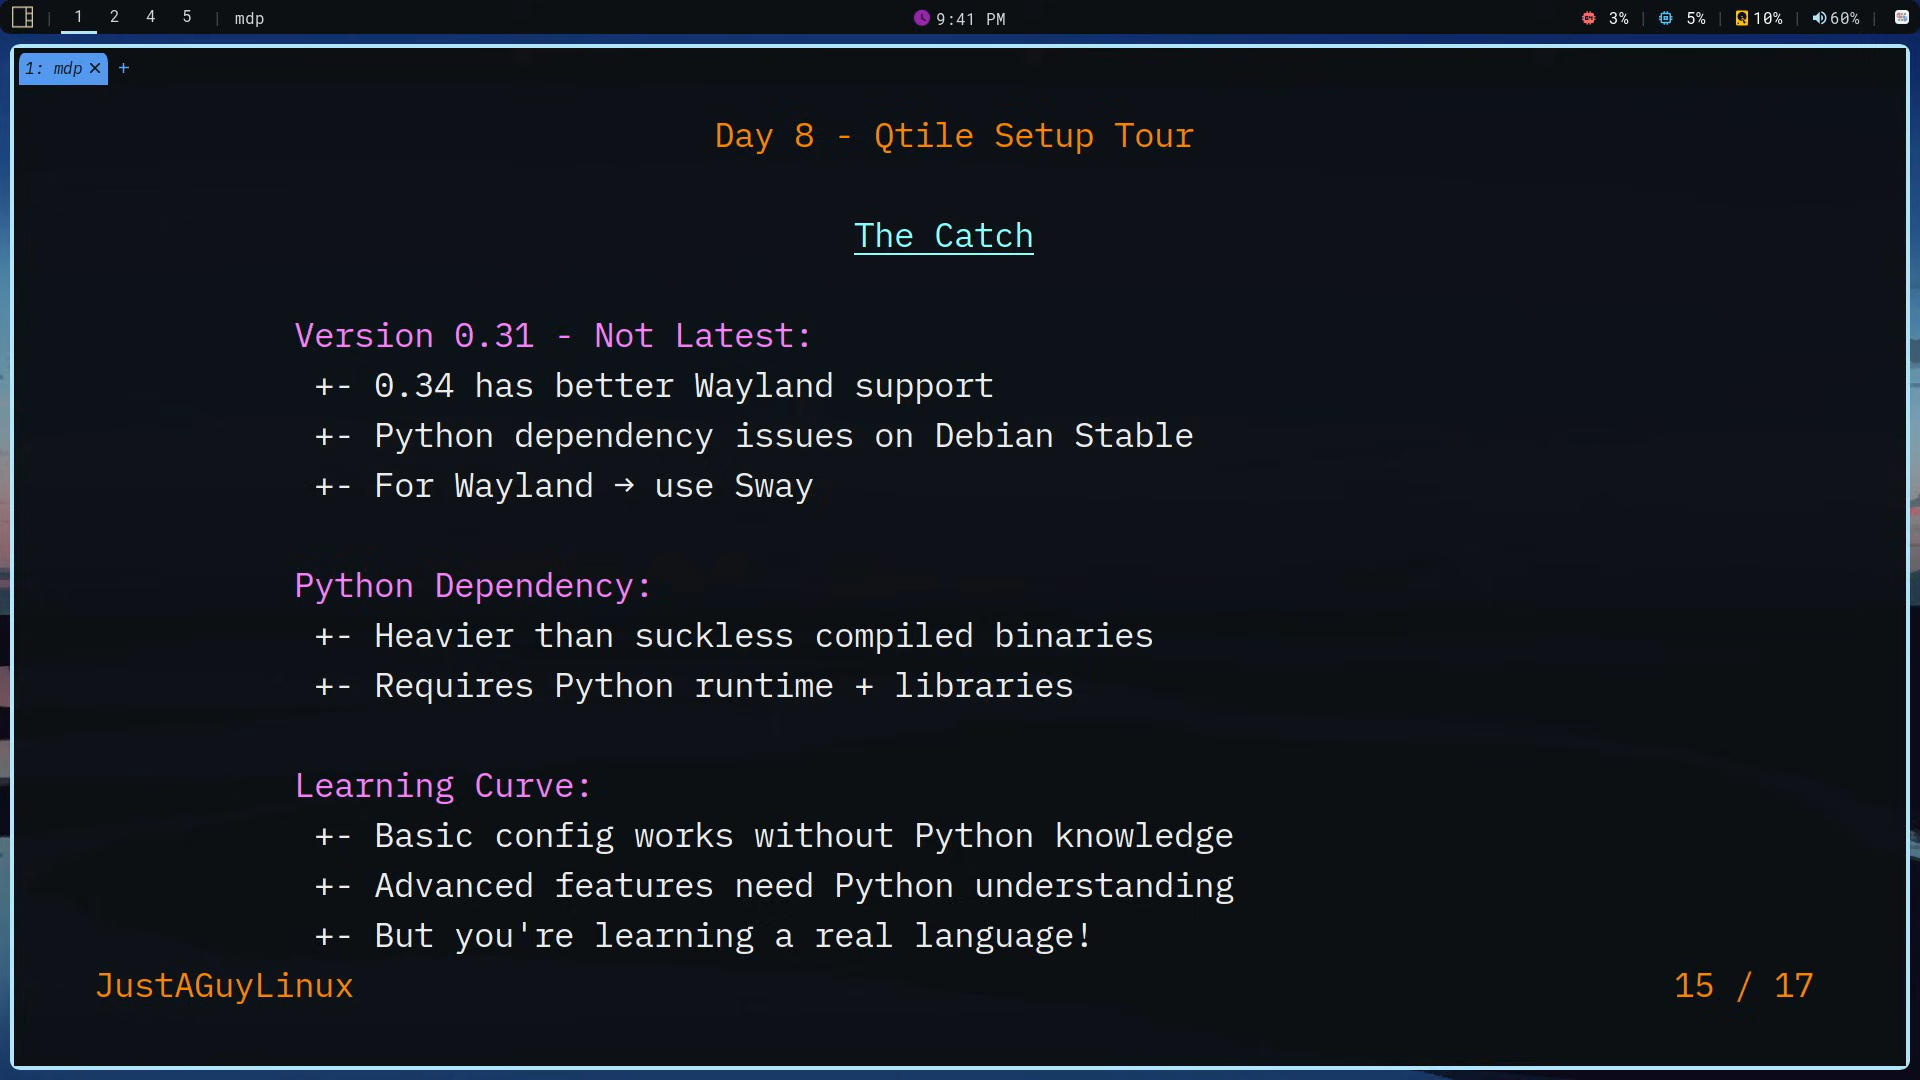 | 1 2 4 5 | mdp
9:41 PM
3% | 5% | 10% | 60% |
1: mdp × +
Day 8 - Qtile Setup Tour
The Catch
Version 0.31 - Not Latest:
+- 0.34 has better Wayland support
+- Python dependency issues on Debian Stable
+- For Wayland → use Sway
Python Dependency:
+- Heavier than suckless compiled binaries
+- Requires Python runtime + libraries
Learning Curve:
+- Basic config works without Python knowledge
+- Advanced features need Python understanding
+- But you're learning a real language!
JustAGuyLinux
15 / 17